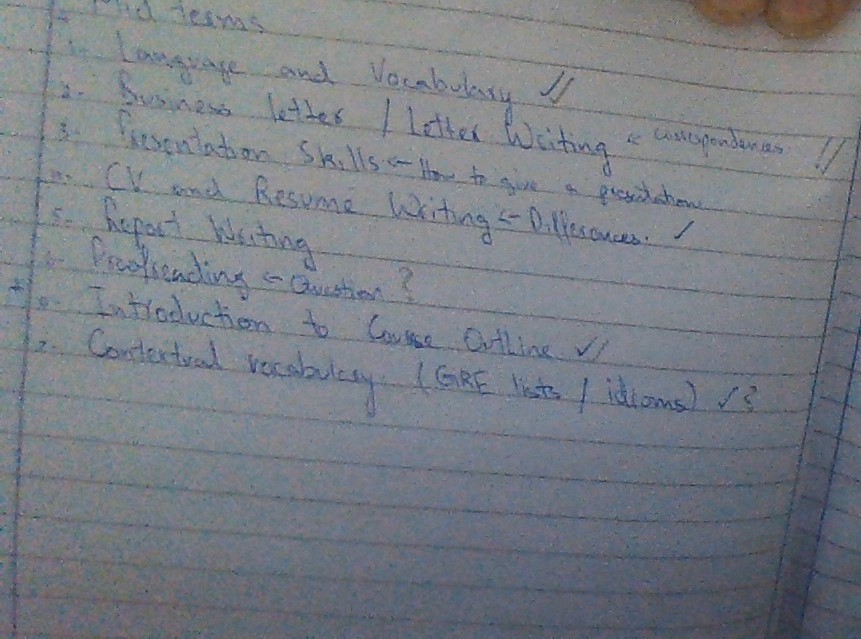 Mid terms
1. Language and Vocabulary //
2. Business letter / Letter Writing ← correspondences //
3. Presentation Skills ← How to give a presentation
4. CV and Resume Writing ← Differences. ✓
5. Report Writing
6. Proofreading ← Question ?
* 0. Introduction to Course Outline ✓/
7. Contextual vocabulary (GRE lists / idioms) ✓ ?